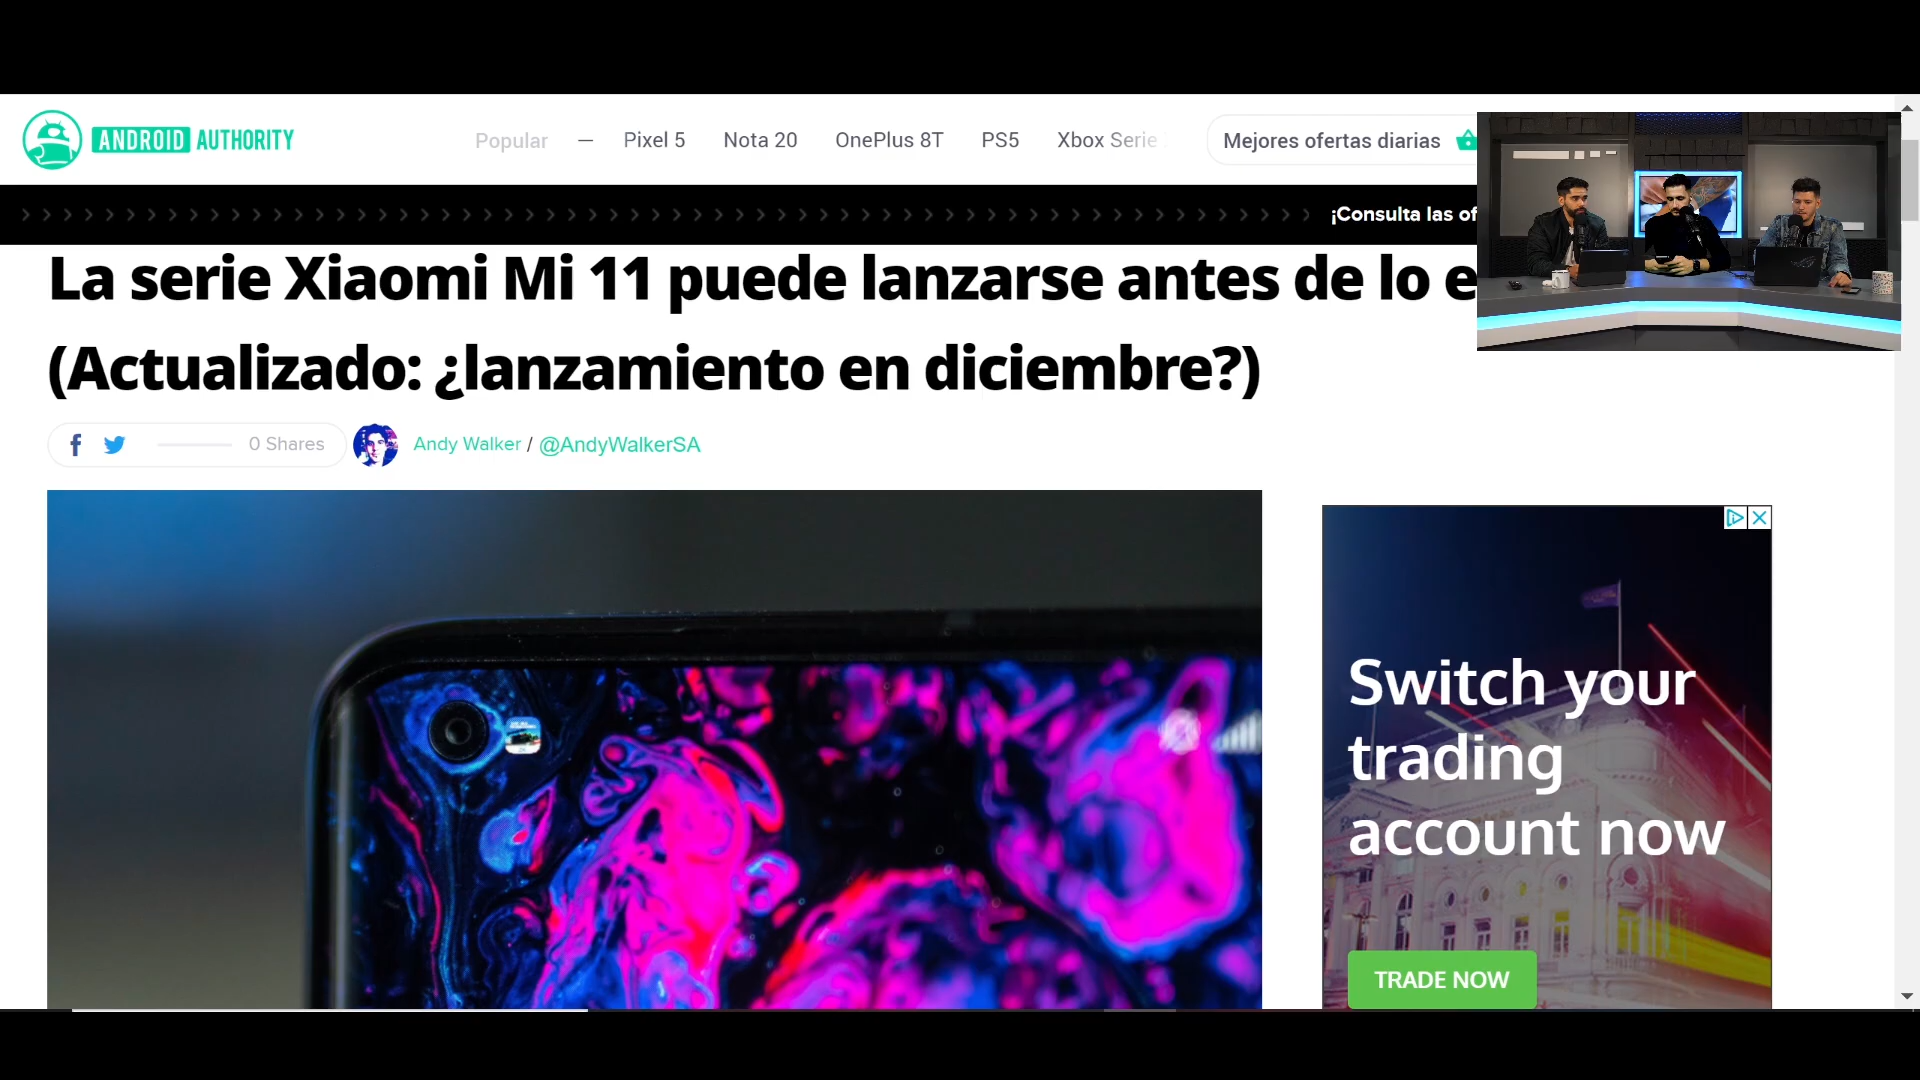 ANDROID AUTHORITY
Popular — Pixel 5 Nota 20 OnePlus 8T PS5 Xbox Serie
Mejores ofertas diarias
¡Consulta las of
La serie Xiaomi Mi 11 puede lanzarse antes de lo e
(Actualizado: ¿lanzamiento en diciembre?)
0 Shares
Andy Walker / @AndyWalkerSA
Switch your
trading
account now
TRADE NOW